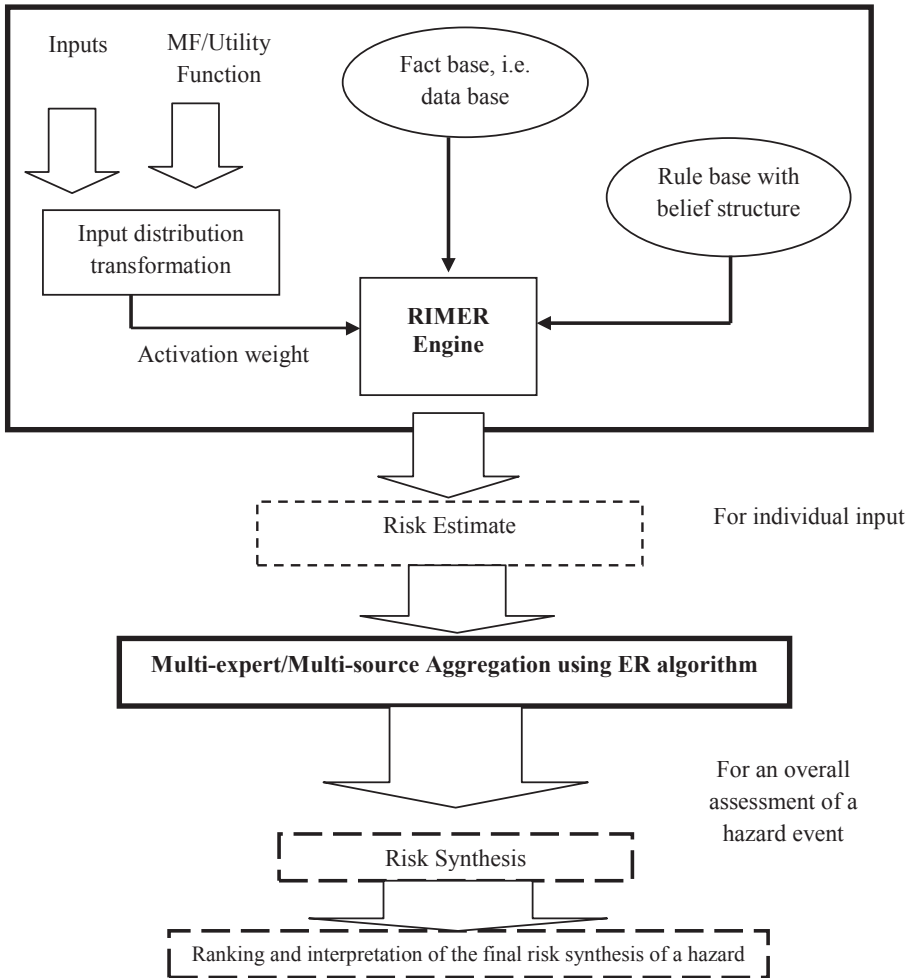 Inputs
MF/Utility
Function
Fact base, i.e.
data base
Rule base with
belief structure
Input distribution
transformation
RIMER
Engine
Activation weight
Risk Estimate
For individual input
Multi-expert/Multi-source Aggregation using ER algorithm
For an overall
assessment of a
hazard event
Risk Synthesis
Ranking and interpretation of the final risk synthesis of a hazard